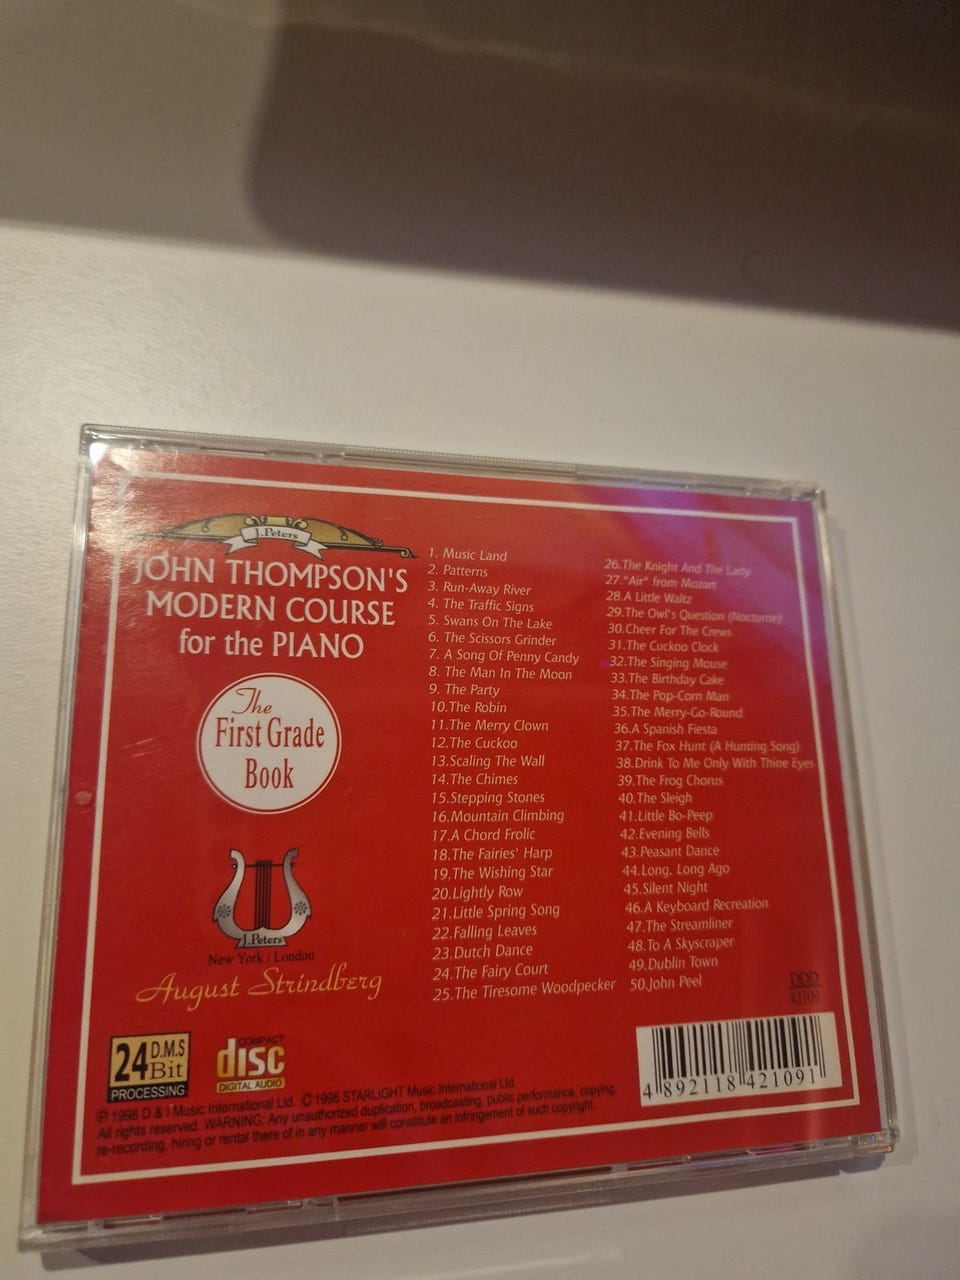 J.Peters
JOHN THOMPSON'S
MODERN COURSE
for the PIANO
The
First Grade
Book
J.Peters
New York / London
August Strindberg
1. Music Land
2. Patterns
3. Run-Away River
4. The Traffic Signs
5. Swans On The Lake
6. The Scissors Grinder
7. A Song Of Penny Candy
8. The Man In The Moon
9. The Party
10.The Robin
11.The Merry Clown
12.The Cuckoo
13.Scaling The Wall
14.The Chimes
15.Stepping Stones
16.Mountain Climbing
17.A Chord Frolic
18.The Fairies' Harp
19.The Wishing Star
20.Lightly Row
21.Little Spring Song
22.Falling Leaves
23.Dutch Dance
24.The Fairy Court
25.The Tiresome Woodpecker
26.The Knight And The Lady
27."Air" from Mozart
28.A Little Waltz
29.The Owl's Question (Nocturne)
30.Cheer For The Crews
31.The Cuckoo Clock
32.The Singing Mouse
33.The Birthday Cake
34.The Pop-Corn Man
35.The Merry-Go-Round
36.A Spanish Fiesta
37.The Fox Hunt (A Hunting Song)
38.Drink To Me Only With Thine Eyes
39.The Frog Chorus
40.The Sleigh
41.Little Bo-Peep
42.Evening Bells
43.Peasant Dance
44.Long, Long Ago
45.Silent Night
46.A Keyboard Recreation
47.The Streamliner
48.To A Skyscraper
49.Dublin Town
50.John Peel
DDD
42109
24 D.M.S
Bit
PROCESSING
COMPACT
disc
DIGITAL AUDIO
4 892118 421091
℗ 1998 D & I Music International Ltd. © 1998 STARLIGHT Music International Ltd.
All rights reserved. WARNING: Any unauthorized duplication, broadcasting, public performance, copying,
re-recording, hiring or rental there of in any manner will constitute an infringement of such copyright.